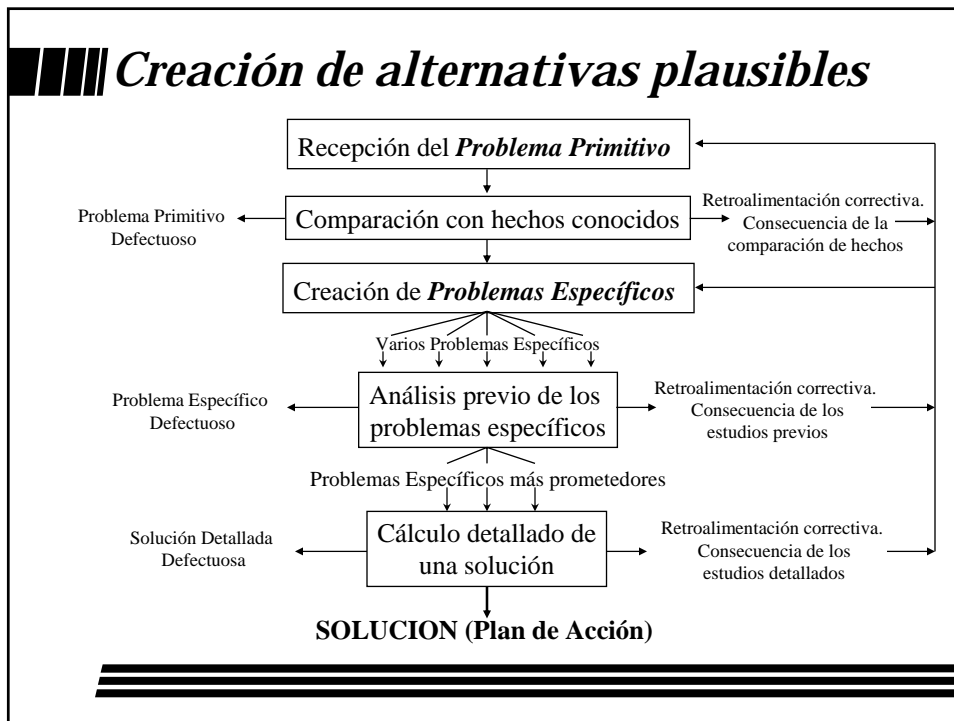 Creación de alternativas plausibles
Recepción del Problema Primitivo
Problema Primitivo
Defectuoso
Comparación con hechos conocidos
Retroalimentación correctiva.
Consecuencia de la
comparación de hechos
Creación de Problemas Específicos
Varios Problemas Específicos
Problema Específico
Defectuoso
Análisis previo de los
problemas específicos
Retroalimentación correctiva.
Consecuencia de los
estudios previos
Problemas Específicos más prometedores
Solución Detallada
Defectuosa
Cálculo detallado de
una solución
Retroalimentación correctiva.
Consecuencia de los
estudios detallados
SOLUCION (Plan de Acción)